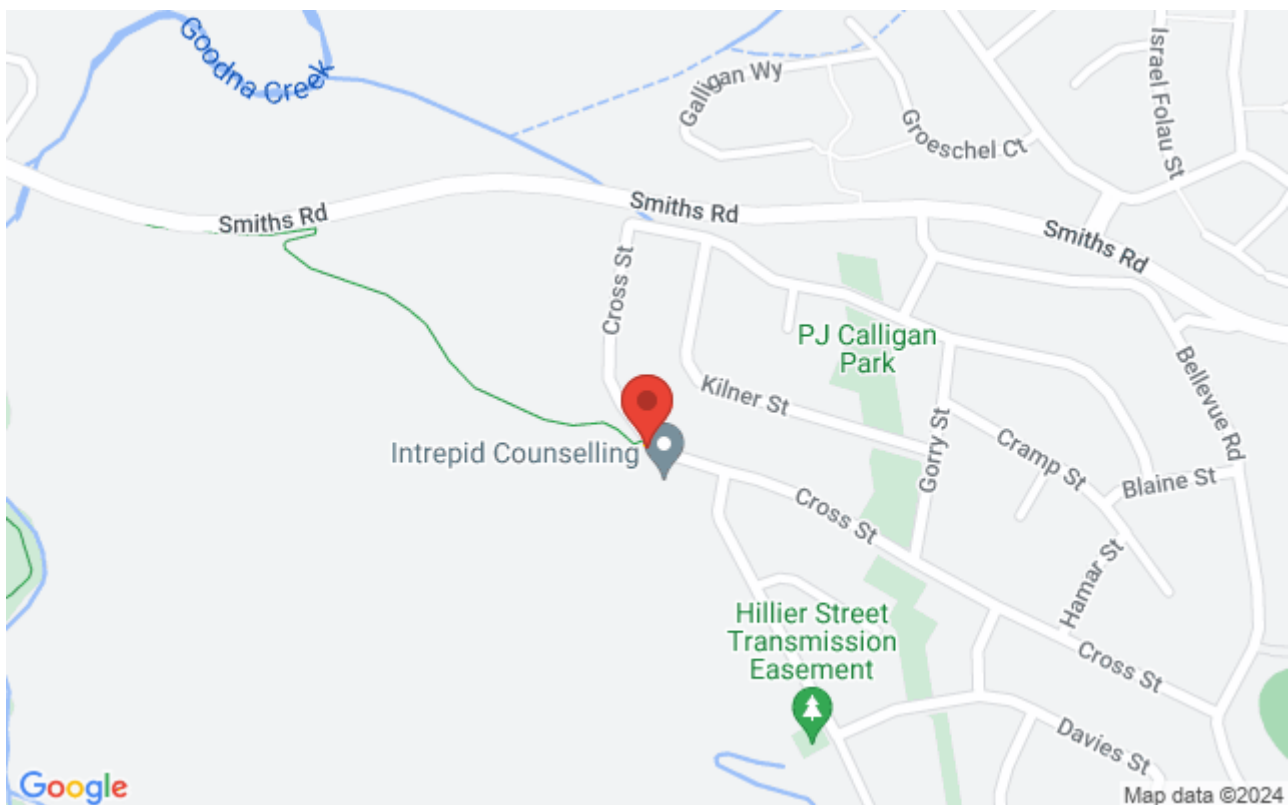 Goodna Creek
Galligan Wy
Groeschel Ct
Israel Folau St
Smiths Rd
Smiths Rd
Smiths Rd
Cross St
PJ Calligan
Park
Kilner St
Bellevue Rd
Intrepid Counselling
Gorry St
Cramp St
Blaine St
Cross St
Hamar St
Hillier Street
Transmission
Easement
Cross St
Davies St
Google
Map data ©2024